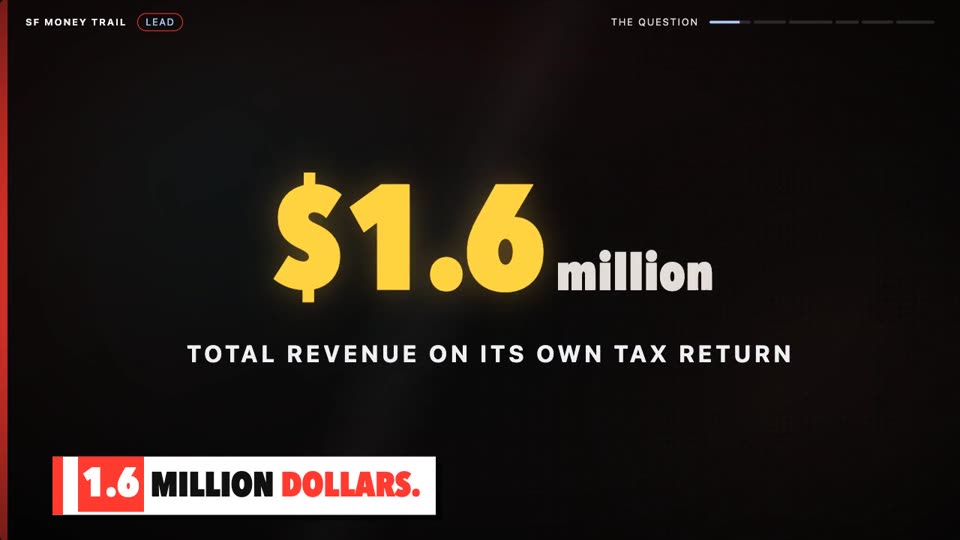 SF MONEY TRAIL LEAD THE QUESTION
$1.6 million
TOTAL REVENUE ON ITS OWN TAX RETURN
1.6 MILLION DOLLARS.